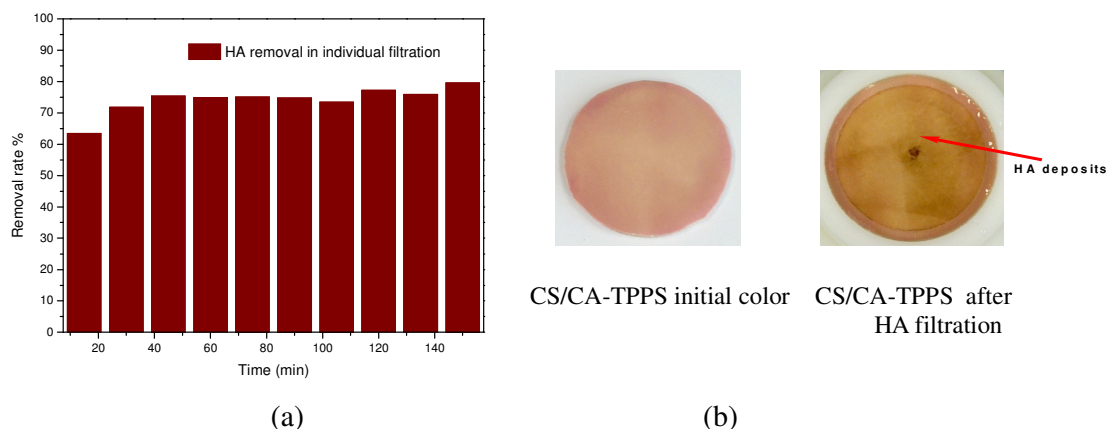 100
90
80
70
60
50
40
30
20
10
0
Removal rate %
HA removal in individual filtration
20 40 60 80 100 120 140
Time (min)
(a)
HA deposits
CS/CA-TPPS initial color
CS/CA-TPPS after
HA filtration
(b)